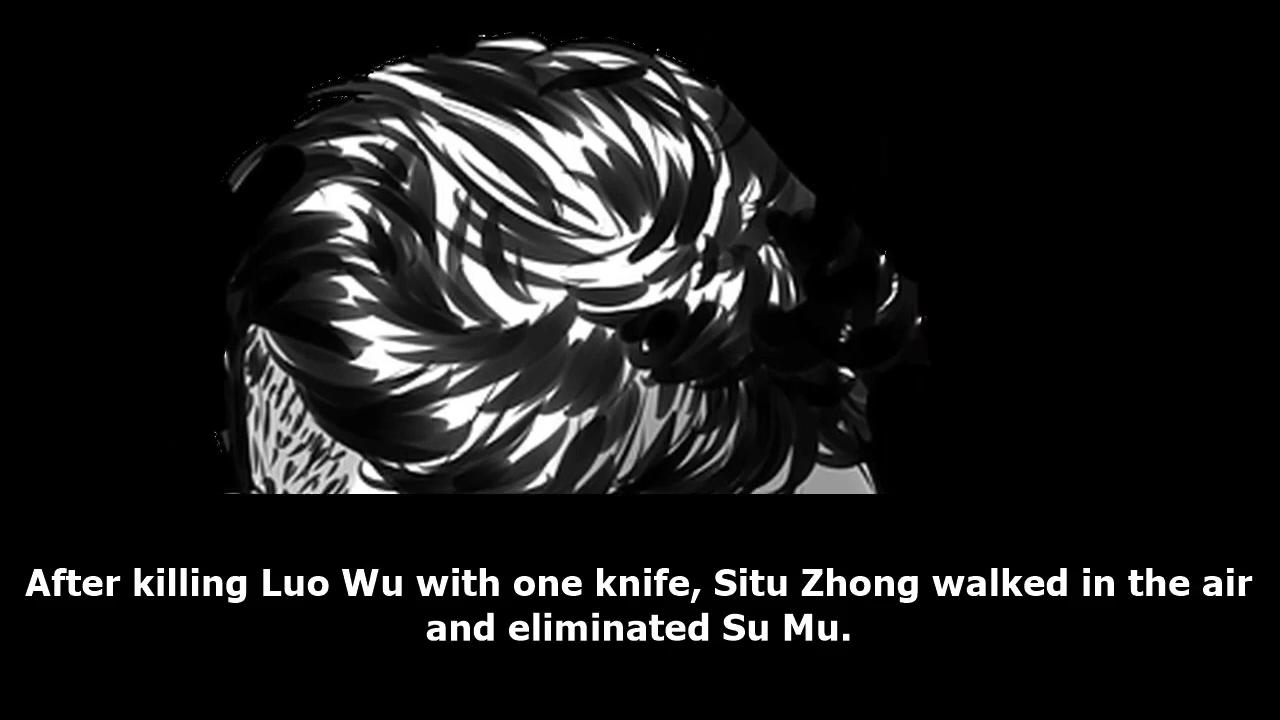 After killing Luo Wu with one knife, Situ Zhong walked in the air
and eliminated Su Mu.